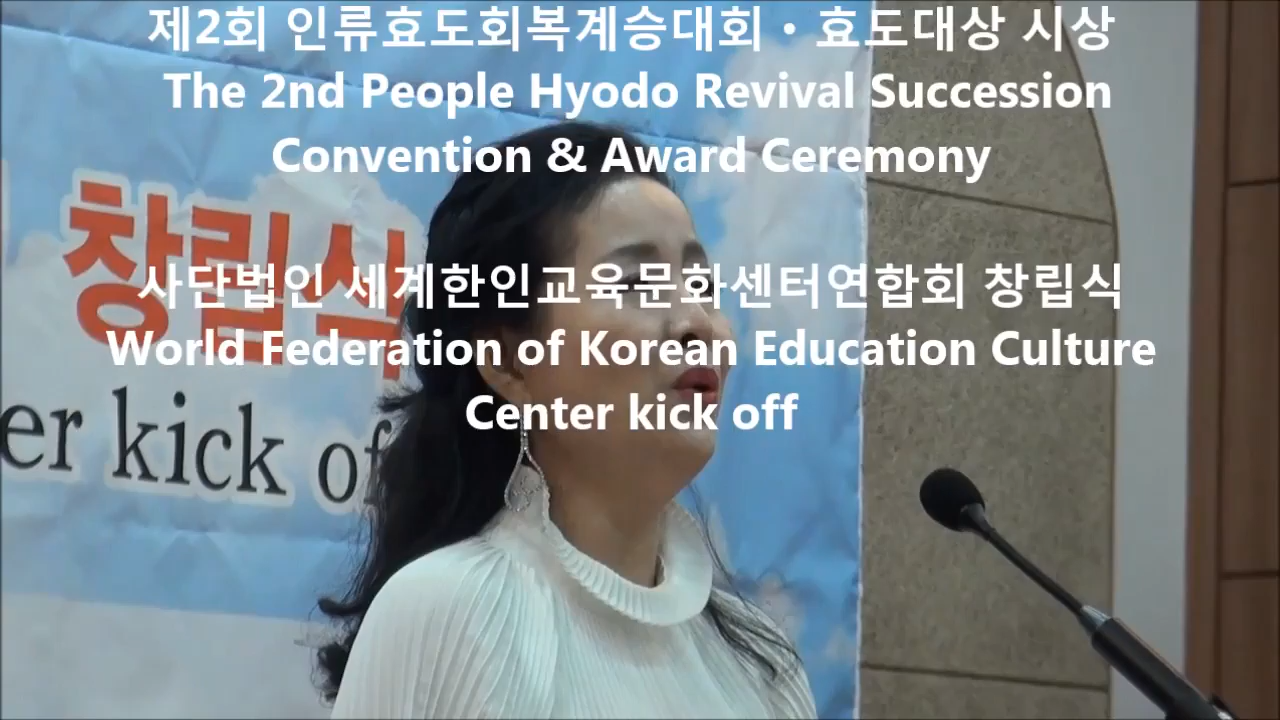 제2회 인류효도회복계승대회・효도대상 시상
The 2nd People Hyodo Revival Succession
Convention & Award Ceremony
창립식
사단법인 세계한인교육문화센터연합회 창립식
World Federation of Korean Education Culture
Center kick off
er kick of